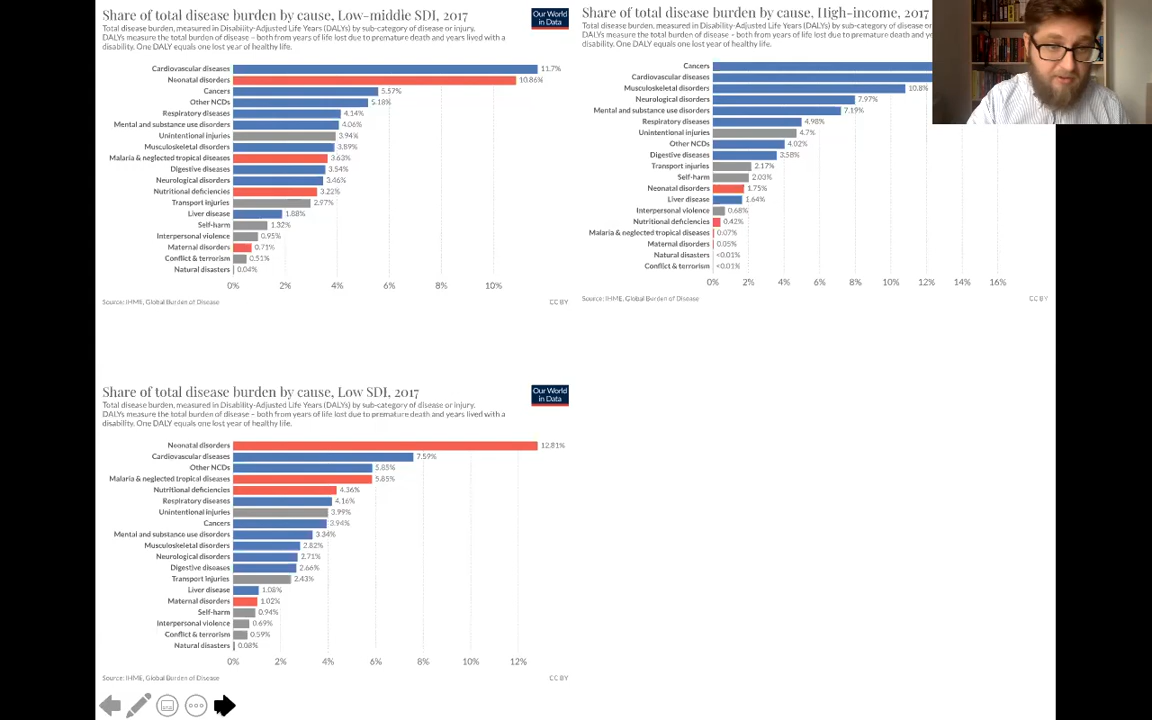 Share of total disease burden by cause, Low-middle SDI, 2017
Our World
in Data
Total disease burden, measured in Disability-Adjusted Life Years (DALYs) by sub-category of disease or injury.
DALYs measure the total burden of disease – both from years of life lost due to premature death and years lived with a
disability. One DALY equals one lost year of healthy life.
Cardiovascular diseases 11.7%
Neonatal disorders 10.86%
Cancers 5.57%
Other NCDs 5.18%
Respiratory diseases 4.14%
Mental and substance use disorders 4.06%
Unintentional injuries 3.94%
Musculoskeletal disorders 3.89%
Malaria & neglected tropical diseases 3.63%
Digestive diseases 3.54%
Neurological disorders 3.46%
Nutritional deficiencies 3.22%
Transport injuries 2.97%
Liver disease 1.88%
Self-harm 1.32%
Interpersonal violence 0.95%
Maternal disorders 0.71%
Conflict & terrorism 0.51%
Natural disasters 0.04%
0% 2% 4% 6% 8% 10%
Source: IHME, Global Burden of Disease CC BY
Share of total disease burden by cause, High-income, 2017
Total disease burden, measured in Disability-Adjusted Life Years (DALYs) by sub-category of disease or
DALYs measure the total burden of disease – both from years of life lost due to premature death and ye
disability. One DALY equals one lost year of healthy life.
Cancers
Cardiovascular diseases
Musculoskeletal disorders 10.8%
Neurological disorders 7.97%
Mental and substance use disorders 7.19%
Respiratory diseases 4.98%
Unintentional injuries 4.7%
Other NCDs 4.02%
Digestive diseases 3.58%
Transport injuries 2.17%
Self-harm 2.03%
Neonatal disorders 1.75%
Liver disease 1.64%
Interpersonal violence 0.68%
Nutritional deficiencies 0.42%
Malaria & neglected tropical diseases 0.07%
Maternal disorders 0.05%
Natural disasters <0.01%
Conflict & terrorism <0.01%
0% 2% 4% 6% 8% 10% 12% 14% 16%
Source: IHME, Global Burden of Disease CC BY
Share of total disease burden by cause, Low SDI, 2017
Our World
in Data
Total disease burden, measured in Disability-Adjusted Life Years (DALYs) by sub-category of disease or injury.
DALYs measure the total burden of disease – both from years of life lost due to premature death and years lived with a
disability. One DALY equals one lost year of healthy life.
Neonatal disorders 12.81%
Cardiovascular diseases 7.59%
Other NCDs 5.85%
Malaria & neglected tropical diseases 5.85%
Nutritional deficiencies 4.36%
Respiratory diseases 4.16%
Unintentional injuries 3.99%
Cancers 3.94%
Mental and substance use disorders 3.34%
Musculoskeletal disorders 2.82%
Neurological disorders 2.71%
Digestive diseases 2.66%
Transport injuries 2.43%
Liver disease 1.08%
Maternal disorders 1.02%
Self-harm 0.94%
Interpersonal violence 0.69%
Conflict & terrorism 0.59%
Natural disasters 0.08%
0% 2% 4% 6% 8% 10% 12%
Source: IHME, Global Burden of Disease CC BY